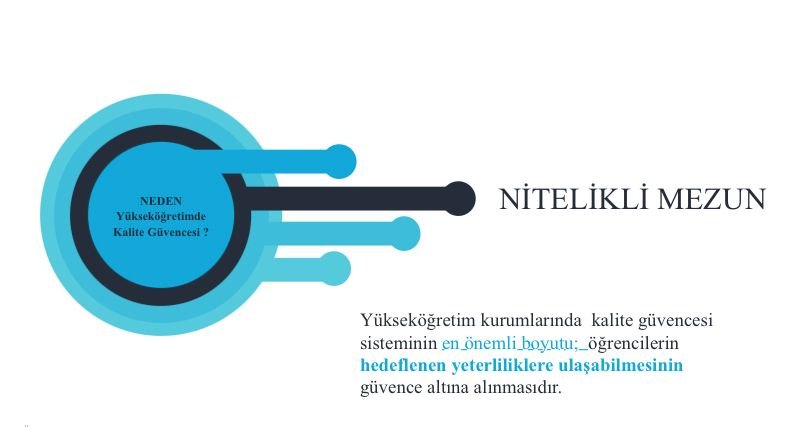 NEDEN
Yükseköğretimde
Kalite Güvencesi ?
NİTELİKLİ MEZUN
Yükseköğretim kurumlarında kalite güvencesi
sisteminin en önemli boyutu; öğrencilerin
hedeflenen yeterliliklere ulaşabilmesinin
güvence altına alınmasıdır.